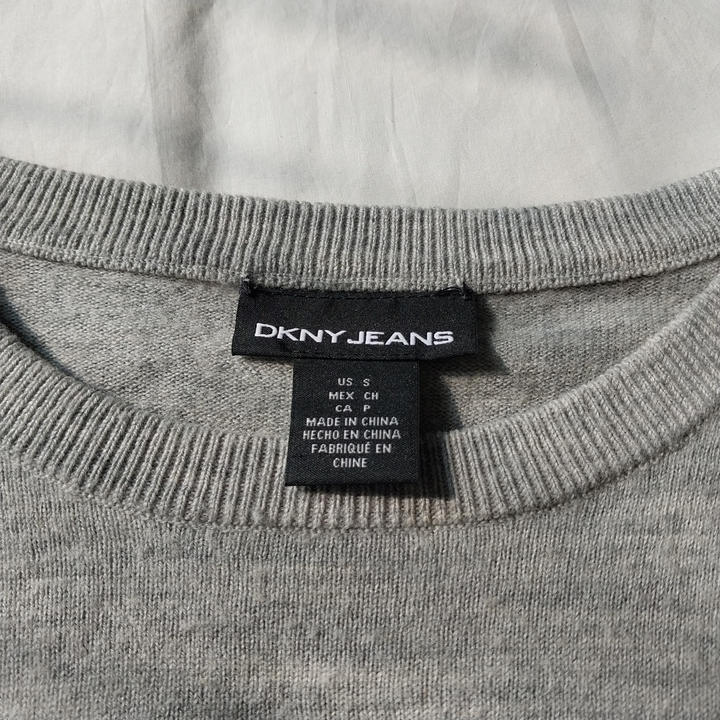 DKNY JEANS
US S
MEX CH
CA P
MADE IN CHINA
HECHO EN CHINA
FABRIQUÉ EN
CHINE